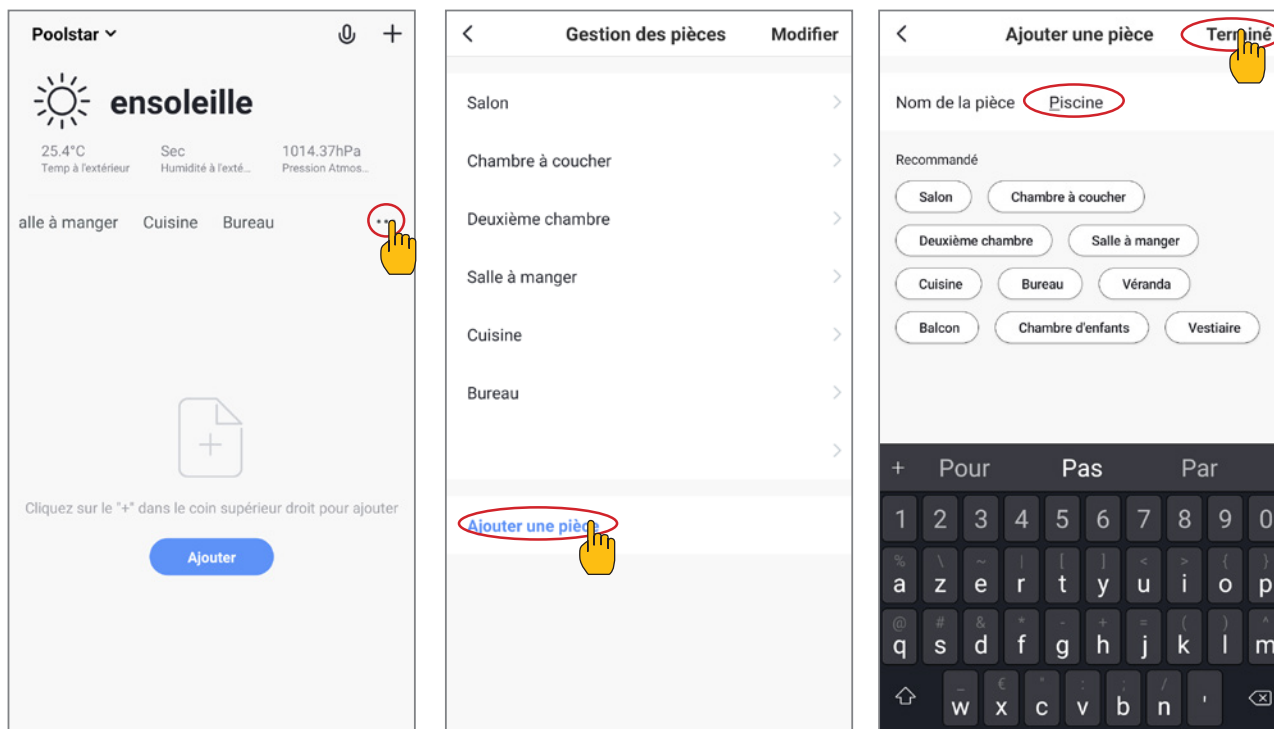 Poolstar
ensoleille
25.4°C Sec 1014.37hPa
Temp à l'extérieur Humidité à l'exté... Pression Atmos...
alle à manger Cuisine Bureau ...
Cliquez sur le "+" dans le coin supérieur droit pour ajouter
Ajouter
Gestion des pièces Modifier
Salon
Chambre à coucher
Deuxième chambre
Salle à manger
Cuisine
Bureau
Ajouter une pièce
Ajouter une pièce Terminé
Nom de la pièce Piscine
Recommandé
Salon Chambre à coucher
Deuxième chambre Salle à manger
Cuisine Bureau Véranda
Balcon Chambre d'enfants Vestiaire
+ Pour Pas Par
1 2 3 4 5 6 7 8 9 0
% \ ~ | [ ] < > { }
a z e r t y u i o p
@ # & * - + = ( ) ^
q s d f g h j k l m
_ € " : ; /
w x c v b n '